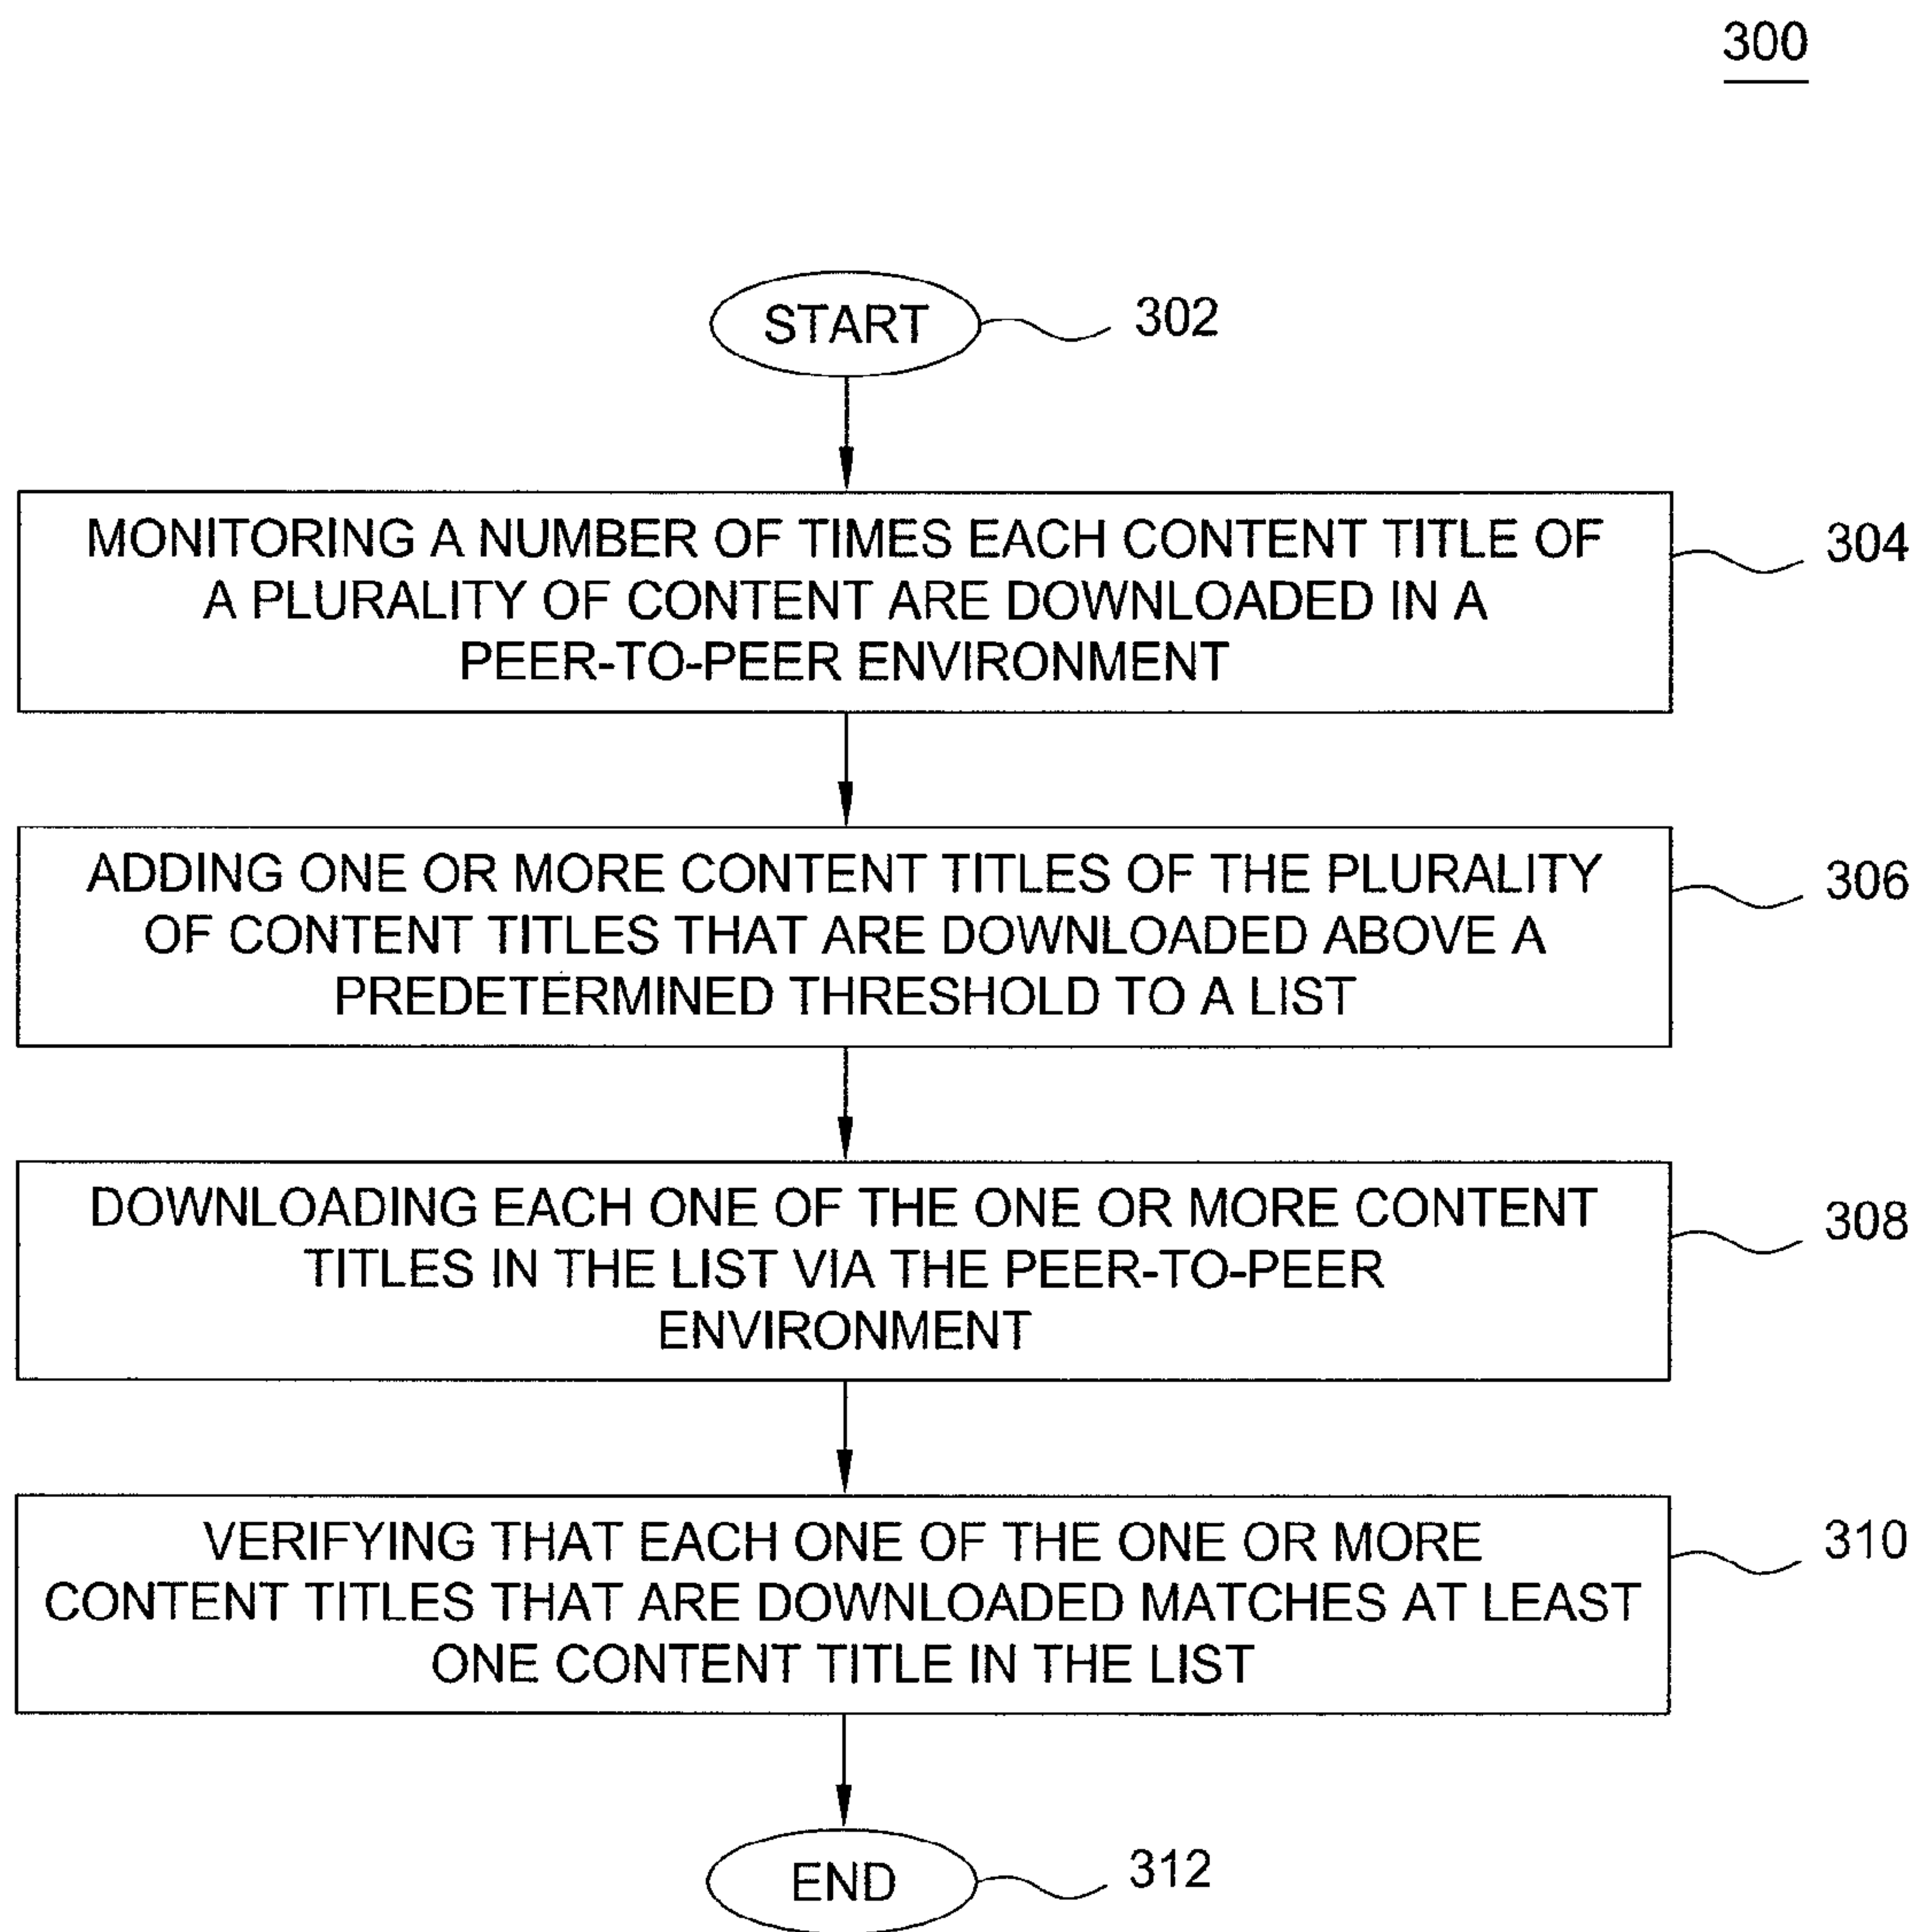 300
START
302
MONITORING A NUMBER OF TIMES EACH CONTENT TITLE OF
A PLURALITY OF CONTENT ARE DOWNLOADED IN A
PEER-TO-PEER ENVIRONMENT
304
ADDING ONE OR MORE CONTENT TITLES OF THE PLURALITY
OF CONTENT TITLES THAT ARE DOWNLOADED ABOVE A
PREDETERMINED THRESHOLD TO A LIST
306
DOWNLOADING EACH ONE OF THE ONE OR MORE CONTENT
TITLES IN THE LIST VIA THE PEER-TO-PEER
ENVIRONMENT
308
VERIFYING THAT EACH ONE OF THE ONE OR MORE
CONTENT TITLES THAT ARE DOWNLOADED MATCHES AT LEAST
ONE CONTENT TITLE IN THE LIST
310
END
312